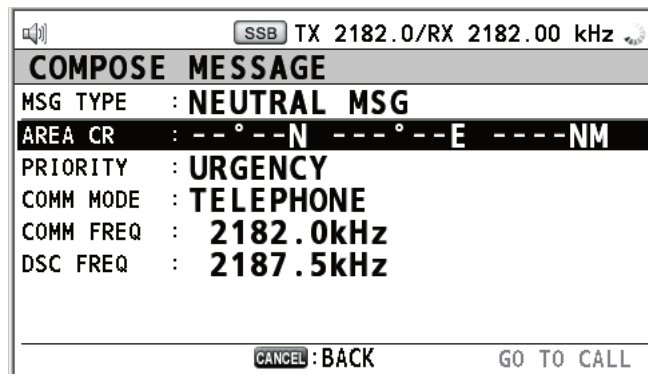 SSB TX 2182.0/RX 2182.00 kHz
COMPOSE MESSAGE
MSG TYPE : NEUTRAL MSG
AREA CR : --°--N ---°--E ----NM
PRIORITY : URGENCY
COMM MODE : TELEPHONE
COMM FREQ : 2182.0kHz
DSC FREQ : 2187.5kHz
CANCEL : BACK GO TO CALL